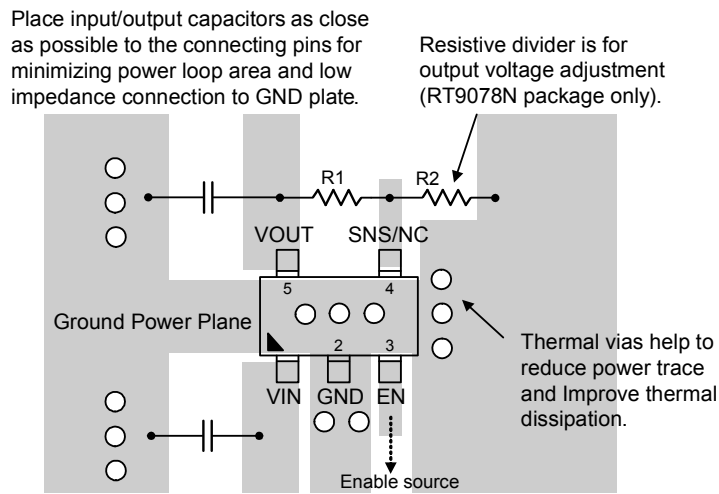 Place input/output capacitors as close
as possible to the connecting pins for
minimizing power loop area and low
impedance connection to GND plate.
Resistive divider is for
output voltage adjustment
(RT9078N package only).
R1
R2
VOUT
SNS/NC
5
4
Ground Power Plane
2
3
VIN
GND
EN
Thermal vias help to
reduce power trace
and Improve thermal
dissipation.
Enable source